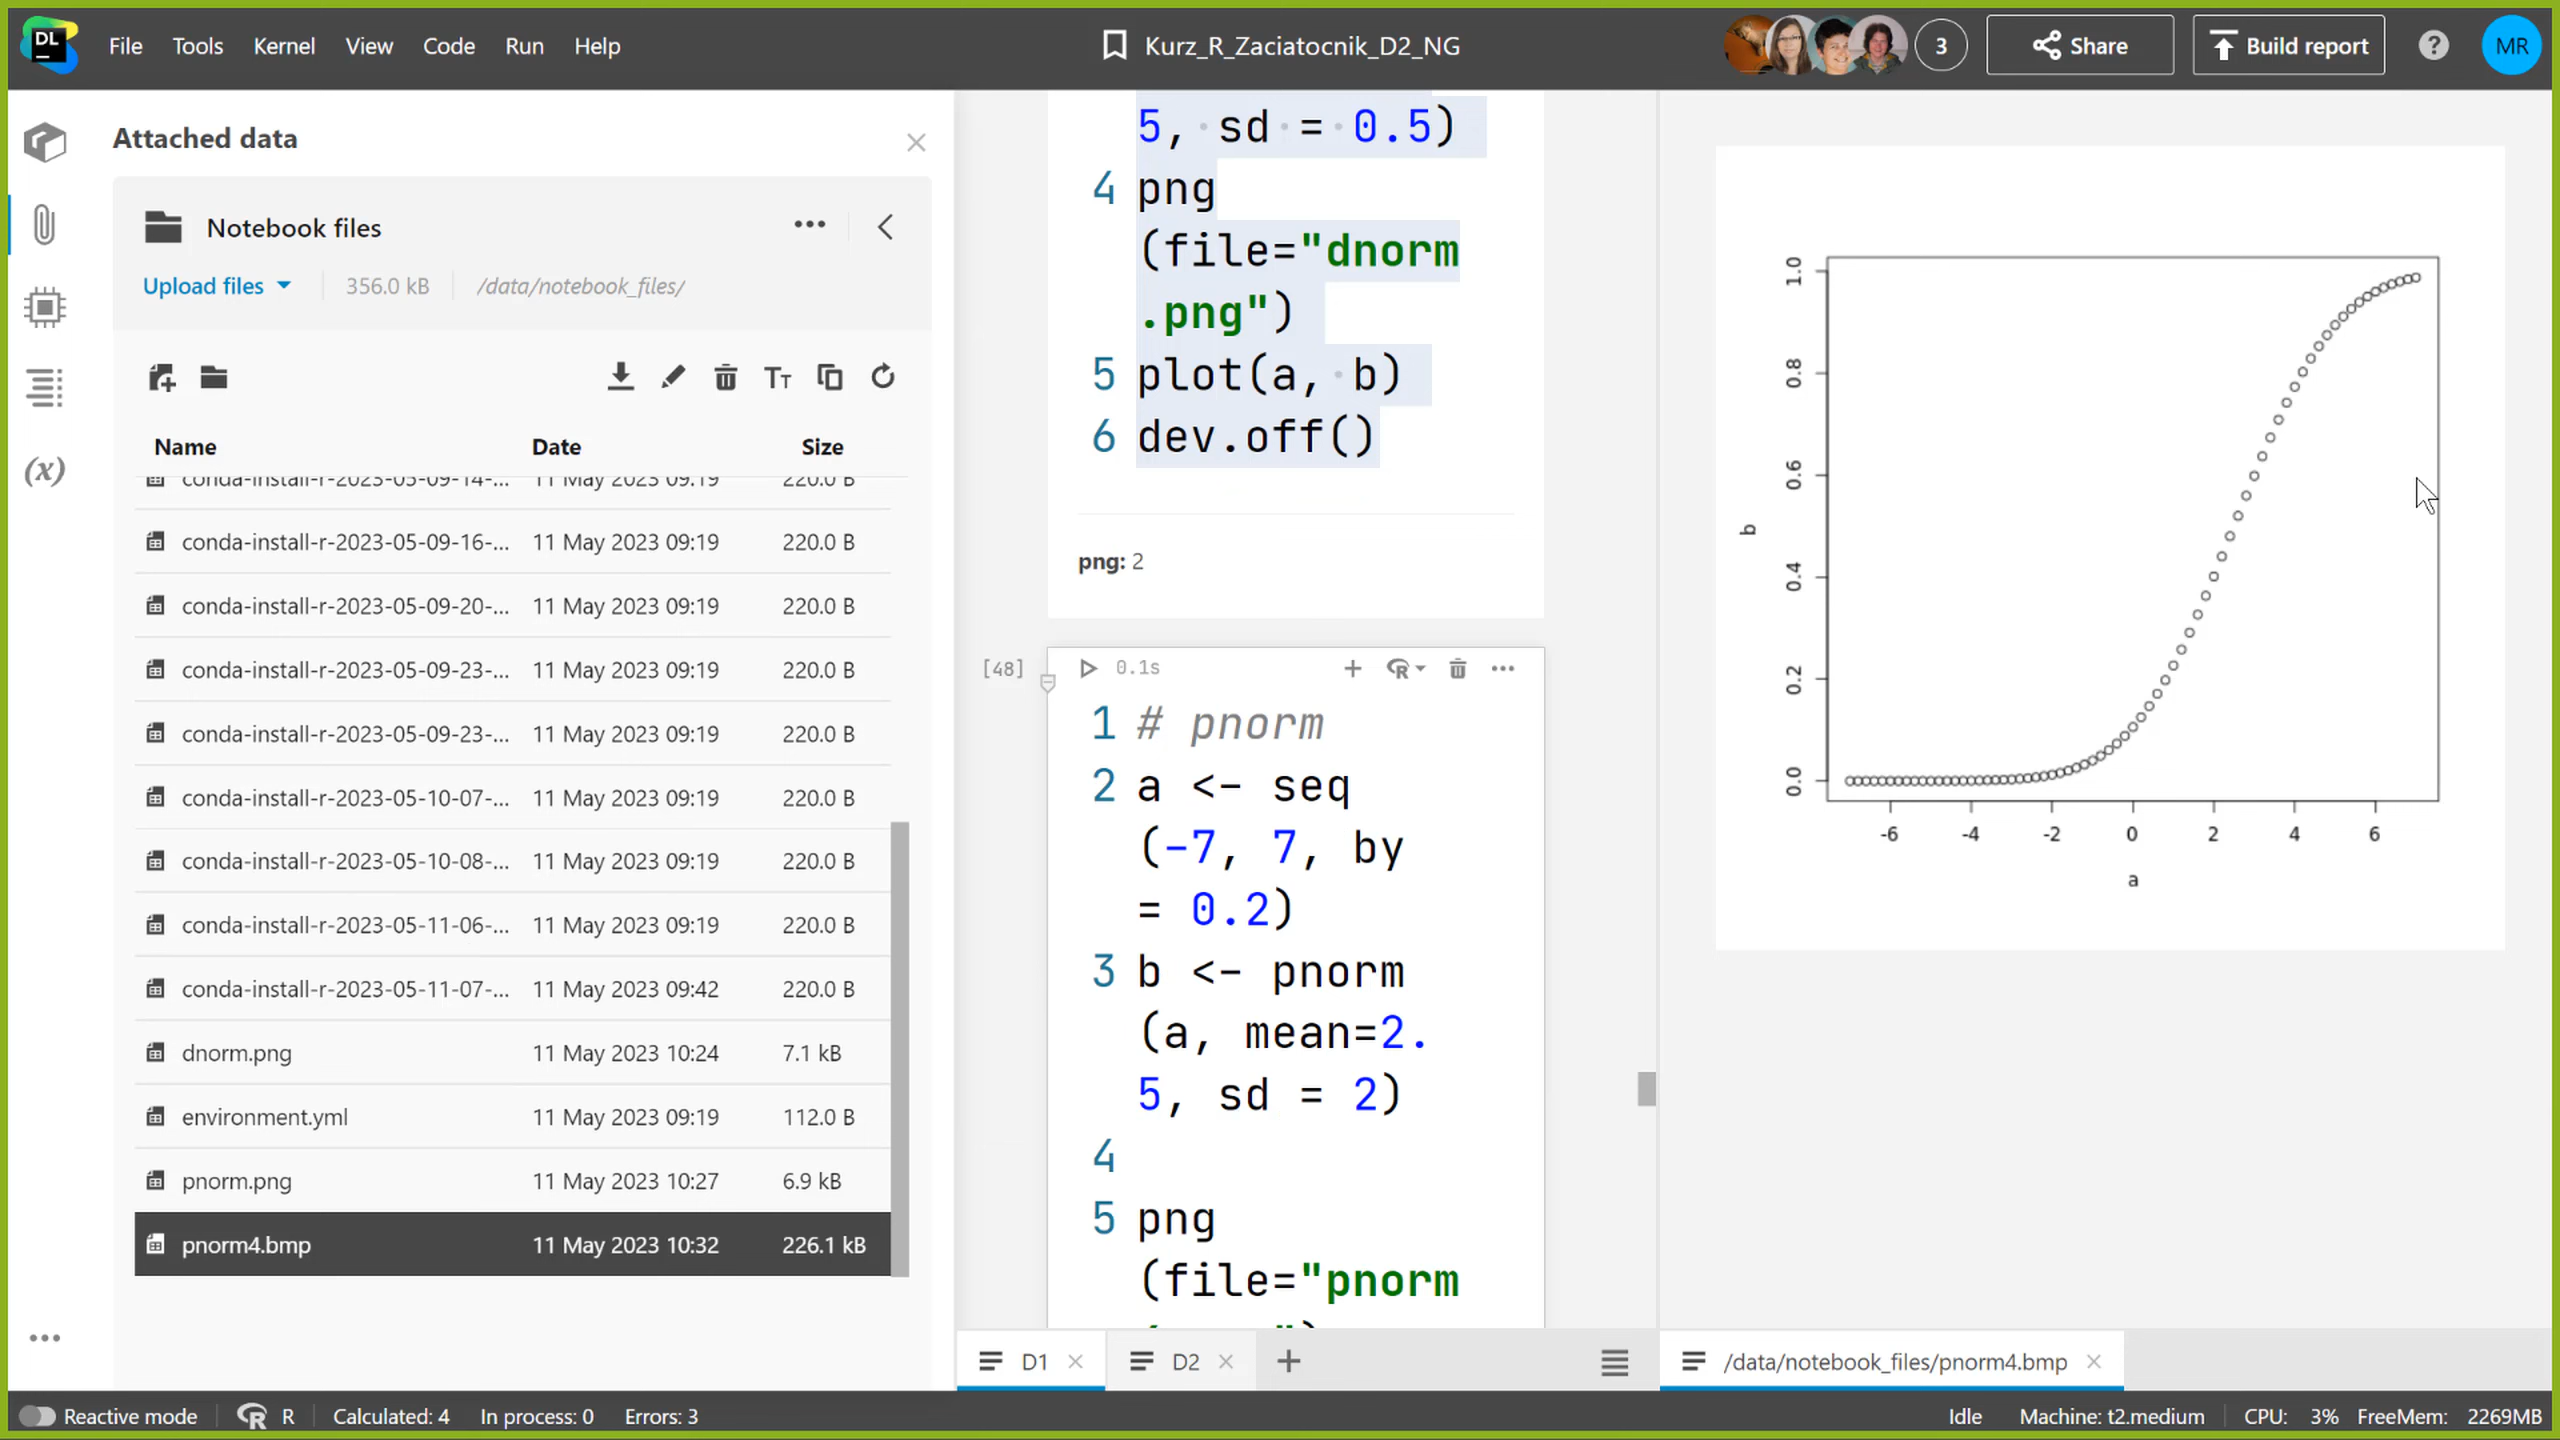 DL
File Tools Kernel View Code Run Help
Kurz_R_Zaciatocnik_D2_NG
3
Share
Build report
?
MR
Attached data
Notebook files
Upload files 356.0 kB /data/notebook_files/
Name Date Size
conda-install-r-2023-05-09-14-... 11 May 2023 09:19 220.0 B
conda-install-r-2023-05-09-16-... 11 May 2023 09:19 220.0 B
conda-install-r-2023-05-09-20-... 11 May 2023 09:19 220.0 B
conda-install-r-2023-05-09-23-... 11 May 2023 09:19 220.0 B
conda-install-r-2023-05-09-23-... 11 May 2023 09:19 220.0 B
conda-install-r-2023-05-10-07-... 11 May 2023 09:19 220.0 B
conda-install-r-2023-05-10-08-... 11 May 2023 09:19 220.0 B
conda-install-r-2023-05-11-06-... 11 May 2023 09:19 220.0 B
conda-install-r-2023-05-11-07-... 11 May 2023 09:42 220.0 B
dnorm.png 11 May 2023 10:24 7.1 kB
environment.yml 11 May 2023 09:19 112.0 B
pnorm.png 11 May 2023 10:27 6.9 kB
pnorm4.bmp 11 May 2023 10:32 226.1 kB
(x)
5, sd = 0.5)
4 png
(file="dnorm
.png")
5 plot(a, b)
6 dev.off()
png: 2
[48] 0.1s R
1 # pnorm
2 a <- seq
(-7, 7, by
= 0.2)
3 b <- pnorm
(a, mean=2.
5, sd = 2)
4
5 png
(file="pnorm
D1 D2
1.0
0.8
0.6
0.4
0.2
0.0
b
-6 -4 -2 0 2 4 6
a
/data/notebook_files/pnorm4.bmp
Reactive mode R R Calculated: 4 In process: 0 Errors: 3 Idle Machine: t2.medium CPU: 3% FreeMem: 2269MB